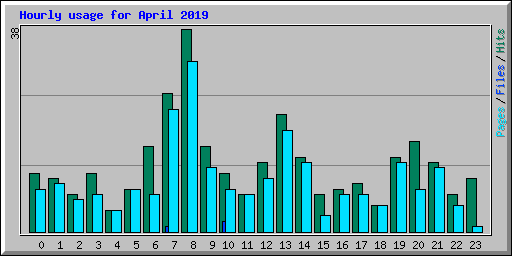 Hourly usage for April 2019
38
Pages / Files / Hits
0 1 2 3 4 5 6 7 8 9 10 11 12 13 14 15 16 17 18 19 20 21 22 23